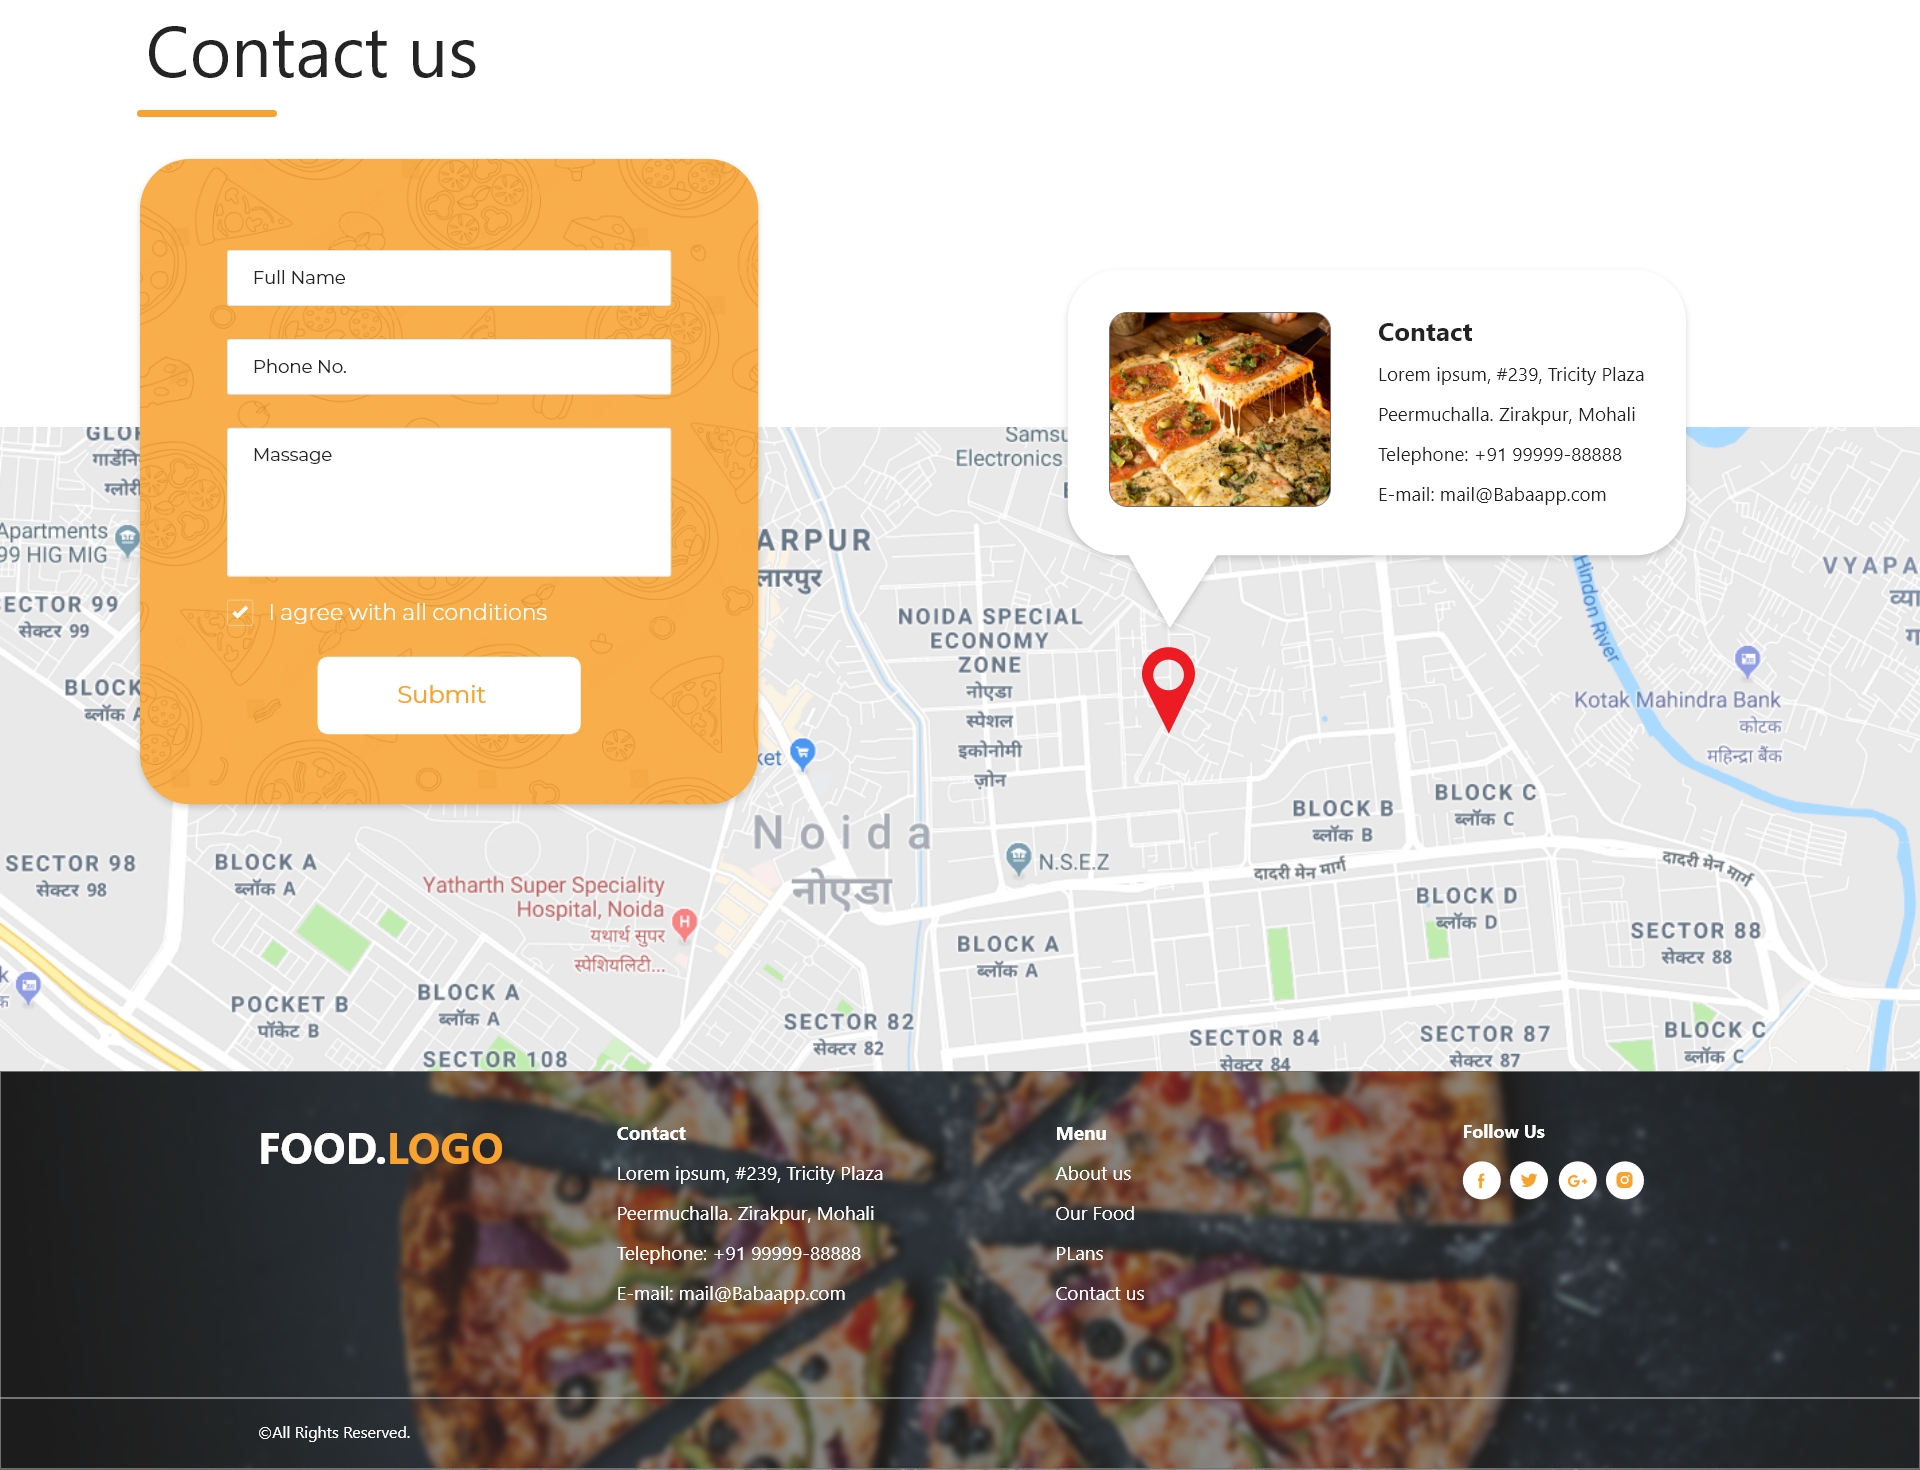 Contact us
Full Name
Phone No.
Massage
I agree with all conditions
Submit
Contact
Lorem ipsum, #239, Tricity Plaza
Peermuchalla. Zirakpur, Mohali
Telephone: +91 99999-88888
E-mail: mail@Babaapp.com
Electronics
Apartments
99 HIG MIG
ECTOR 99
सेक्टर 99
BLOCK
ब्लॉक
ARPUR
लारपुर
NOIDA SPECIAL
ECONOMY
ZONE
नोएडा
स्पेशल
इकोनोमी
ज़ोन
Hindon River
VYAPA
Kotak Mahindra Bank
कोटक
महिन्द्रा बैंक
ket
Noida
नोएडा
N.S.E.Z
BLOCK B
ब्लॉक B
BLOCK C
ब्लॉक C
दादरी मेन मार्ग
दादरी मेन मार्ग
SECTOR 98
सेक्टर 98
BLOCK A
ब्लॉक A
Yatharth Super Speciality
Hospital, Noida
यथार्थ सुपर
स्पेशियलिटी...
H
BLOCK D
ब्लॉक D
BLOCK A
ब्लॉक A
SECTOR 88
सेक्टर 88
POCKET B
पॉकेट B
BLOCK A
ब्लॉक A
SECTOR 108
SECTOR 82
सेक्टर 82
SECTOR 84
सेक्टर 84
SECTOR 87
सेक्टर 87
BLOCK C
ब्लॉक C
FOOD.LOGO
Contact
Lorem ipsum, #239, Tricity Plaza
Peermuchalla. Zirakpur, Mohali
Telephone: +91 99999-88888
E-mail: mail@Babaapp.com
Menu
About us
Our Food
PLans
Contact us
Follow Us
f
G+
©All Rights Reserved.